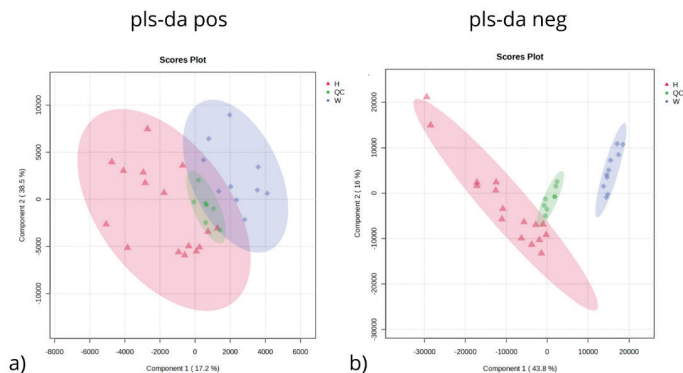 pls-da pos
pls-da neg
Scores Plot
H
QC
W
Component 2 ( 38.5 %)
10000
5000
0
-5000
-10000
-8000 -6000 -4000 -2000 0 2000 4000 6000
Component 1 ( 17.2 %)
a)
Scores Plot
H
QC
W
Component 2 ( 16 %)
20000
10000
0
-10000
-20000
-30000
-30000 -20000 -10000 0 10000 20000
Component 1 ( 43.8 %)
b)